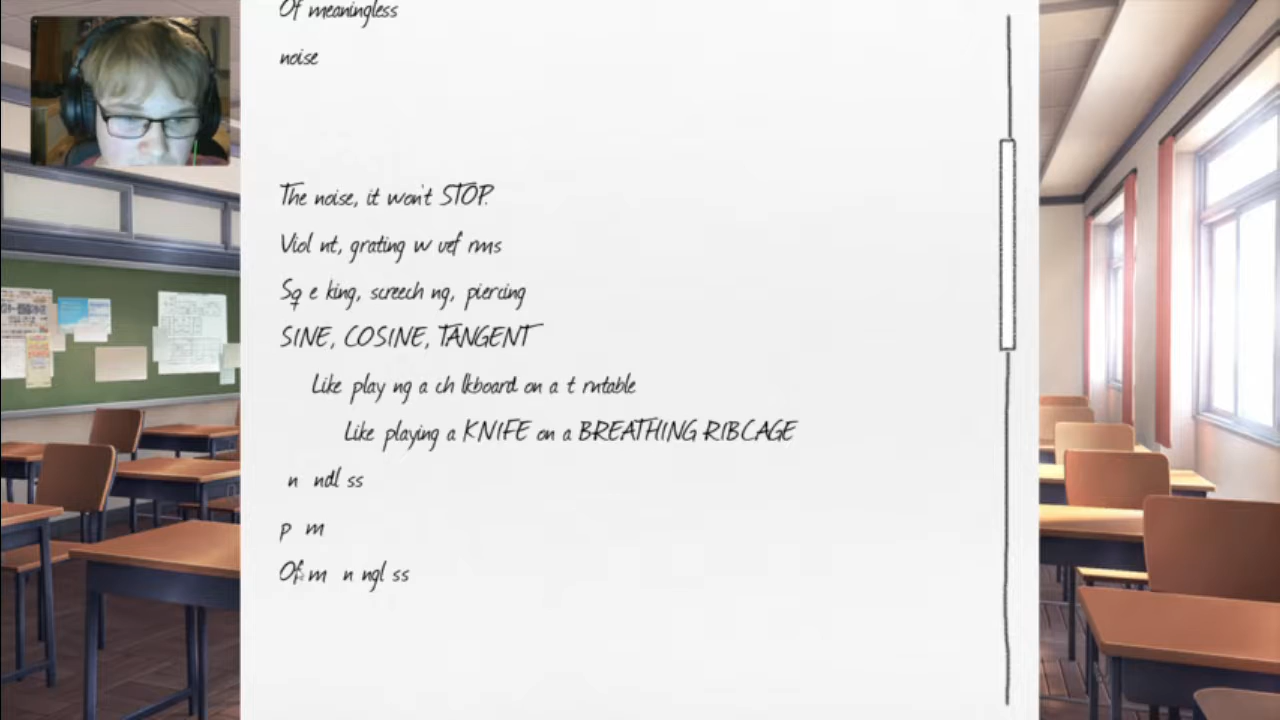 Of meaningless
noise
The noise, it won't STOP.
Viol nt, grating w vef rms
Sq e king, screech ng, piercing
SINE, COSINE, TANGENT
Like play ng a ch lkboard on a t rntable
Like playing a KNIFE on a BREATHING RIBCAGE
n ndl ss
p m
Of m n ngl ss